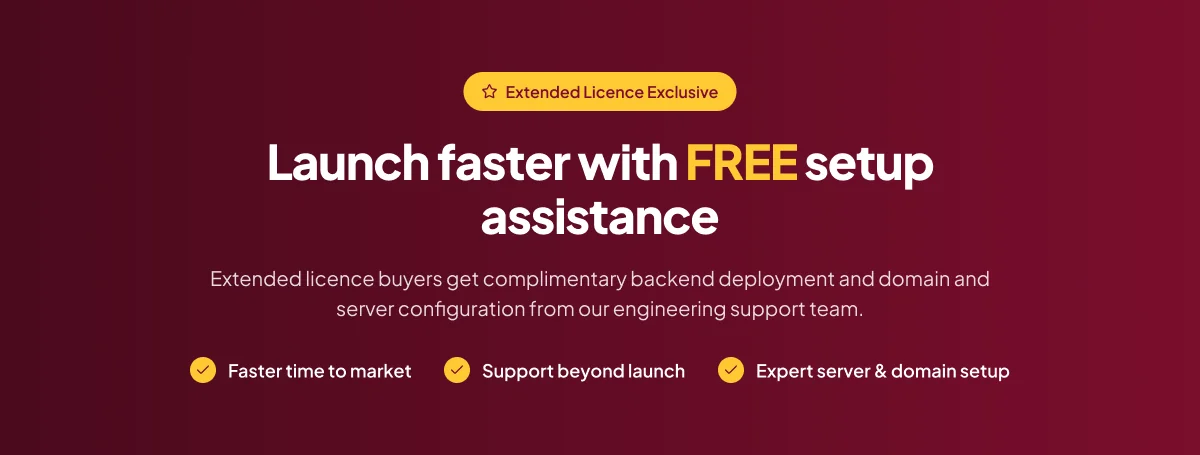 Extended Licence Exclusive
Launch faster with FREE setup
assistance
Extended licence buyers get complimentary backend deployment and domain and
server configuration from our engineering support team.
Faster time to market
Support beyond launch
Expert server & domain setup